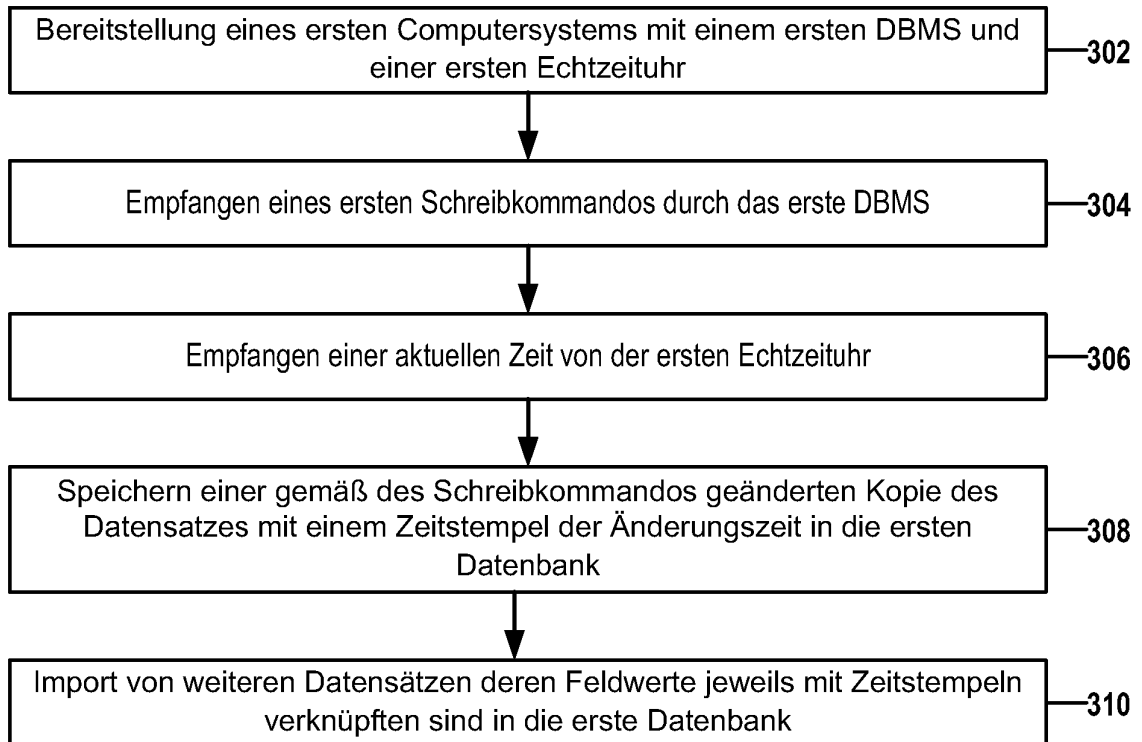 Bereitstellung eines ersten Computersystems mit einem ersten DBMS und
einer ersten Echtzeituhr
302
Empfangen eines ersten Schreibkommandos durch das erste DBMS
304
Empfangen einer aktuellen Zeit von der ersten Echtzeituhr
306
Speichern einer gemäß des Schreibkommandos geänderten Kopie des
Datensatzes mit einem Zeitstempel der Änderungszeit in die ersten
Datenbank
308
Import von weiteren Datensätzen deren Feldwerte jeweils mit Zeitstempeln
verknüpften sind in die erste Datenbank
310